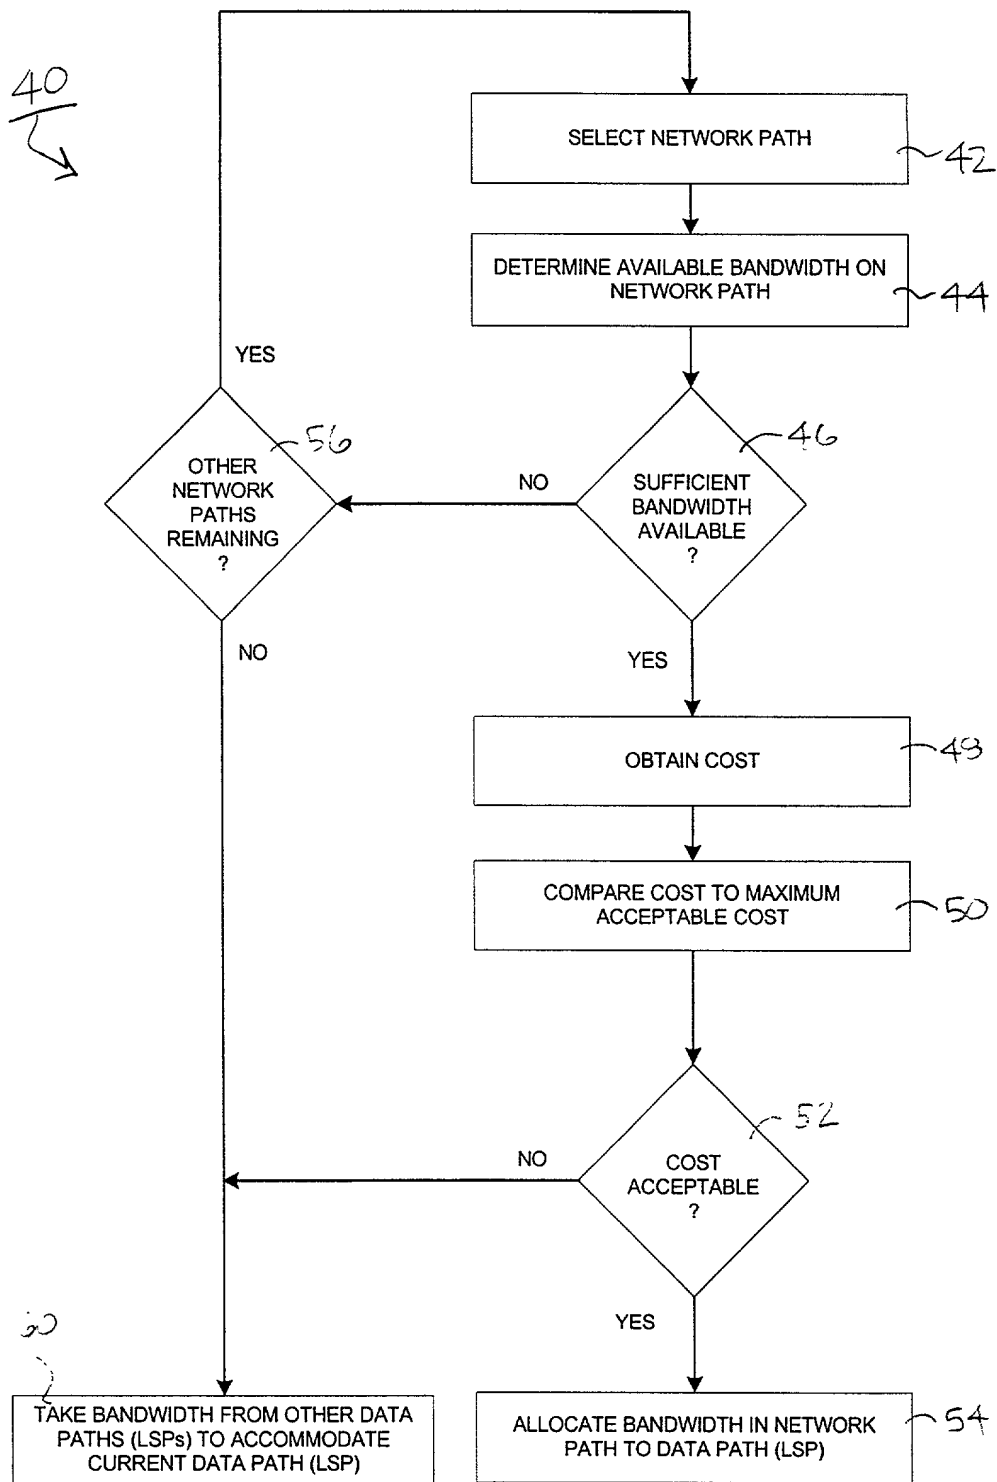 40
SELECT NETWORK PATH
42
DETERMINE AVAILABLE BANDWIDTH ON
NETWORK PATH
44
YES
56
OTHER
NETWORK
PATHS
REMAINING
?
NO
46
SUFFICIENT
BANDWIDTH
AVAILABLE
?
NO
YES
OBTAIN COST
COMPARE COST TO MAXIMUM
ACCEPTABLE COST
50
52
NO
COST
ACCEPTABLE
?
YES
TAKE BANDWIDTH FROM OTHER DATA
PATHS (LSPs) TO ACCOMMODATE
CURRENT DATA PATH (LSP)
ALLOCATE BANDWIDTH IN NETWORK
PATH TO DATA PATH (LSP)
54